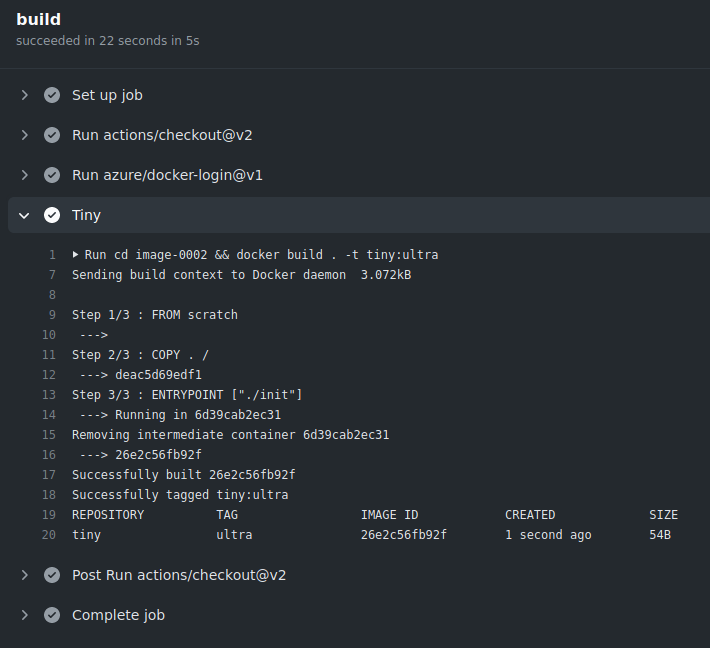 build
succeeded in 22 seconds in 5s
Set up job
Run actions/checkout@v2
Run azure/docker-login@v1
Tiny
1 Run cd image-0002 && docker build . -t tiny:ultra
7 Sending build context to Docker daemon  3.072kB
8
9 Step 1/3 : FROM scratch
10  --->
11 Step 2/3 : COPY . /
12  ---> deac5d69edf1
13 Step 3/3 : ENTRYPOINT ["./init"]
14  ---> Running in 6d39cab2ec31
15 Removing intermediate container 6d39cab2ec31
16  ---> 26e2c56fb92f
17 Successfully built 26e2c56fb92f
18 Successfully tagged tiny:ultra
19 REPOSITORY          TAG                 IMAGE ID            CREATED             SIZE
20 tiny                ultra               26e2c56fb92f        1 second ago        54B
Post Run actions/checkout@v2
Complete job